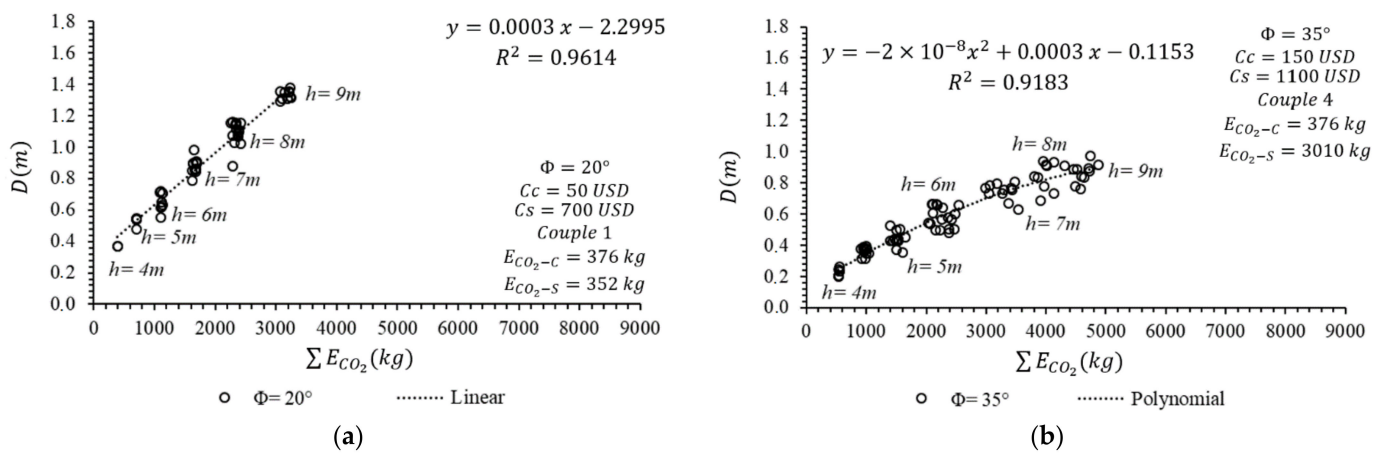 y = 0.0003 x − 2.2995
R² = 0.9614
D(m)
1.8
1.6
1.4
1.2
1.0
0.8
0.6
0.4
0.2
0.0
h= 9m
h= 8m
h= 7m
h= 6m
h= 5m
h= 4m
Φ = 20°
Cc = 50 USD
Cs = 700 USD
Couple 1
E_CO₂−C = 376 kg
E_CO₂−S = 352 kg
0 1000 2000 3000 4000 5000 6000 7000 8000 9000
∑ E_CO₂ (kg)
Φ= 20° Linear
(a)
y = −2 × 10⁻⁸x² + 0.0003 x − 0.1153
R² = 0.9183
D(m)
1.8
1.6
1.4
1.2
1.0
0.8
0.6
0.4
0.2
0.0
Φ = 35°
Cc = 150 USD
Cs = 1100 USD
Couple 4
E_CO₂−C = 376 kg
E_CO₂−S = 3010 kg
h= 8m
h= 9m
h= 6m
h= 7m
h= 5m
h= 4m
0 1000 2000 3000 4000 5000 6000 7000 8000 9000
∑ E_CO₂ (kg)
Φ= 35° Polynomial
(b)